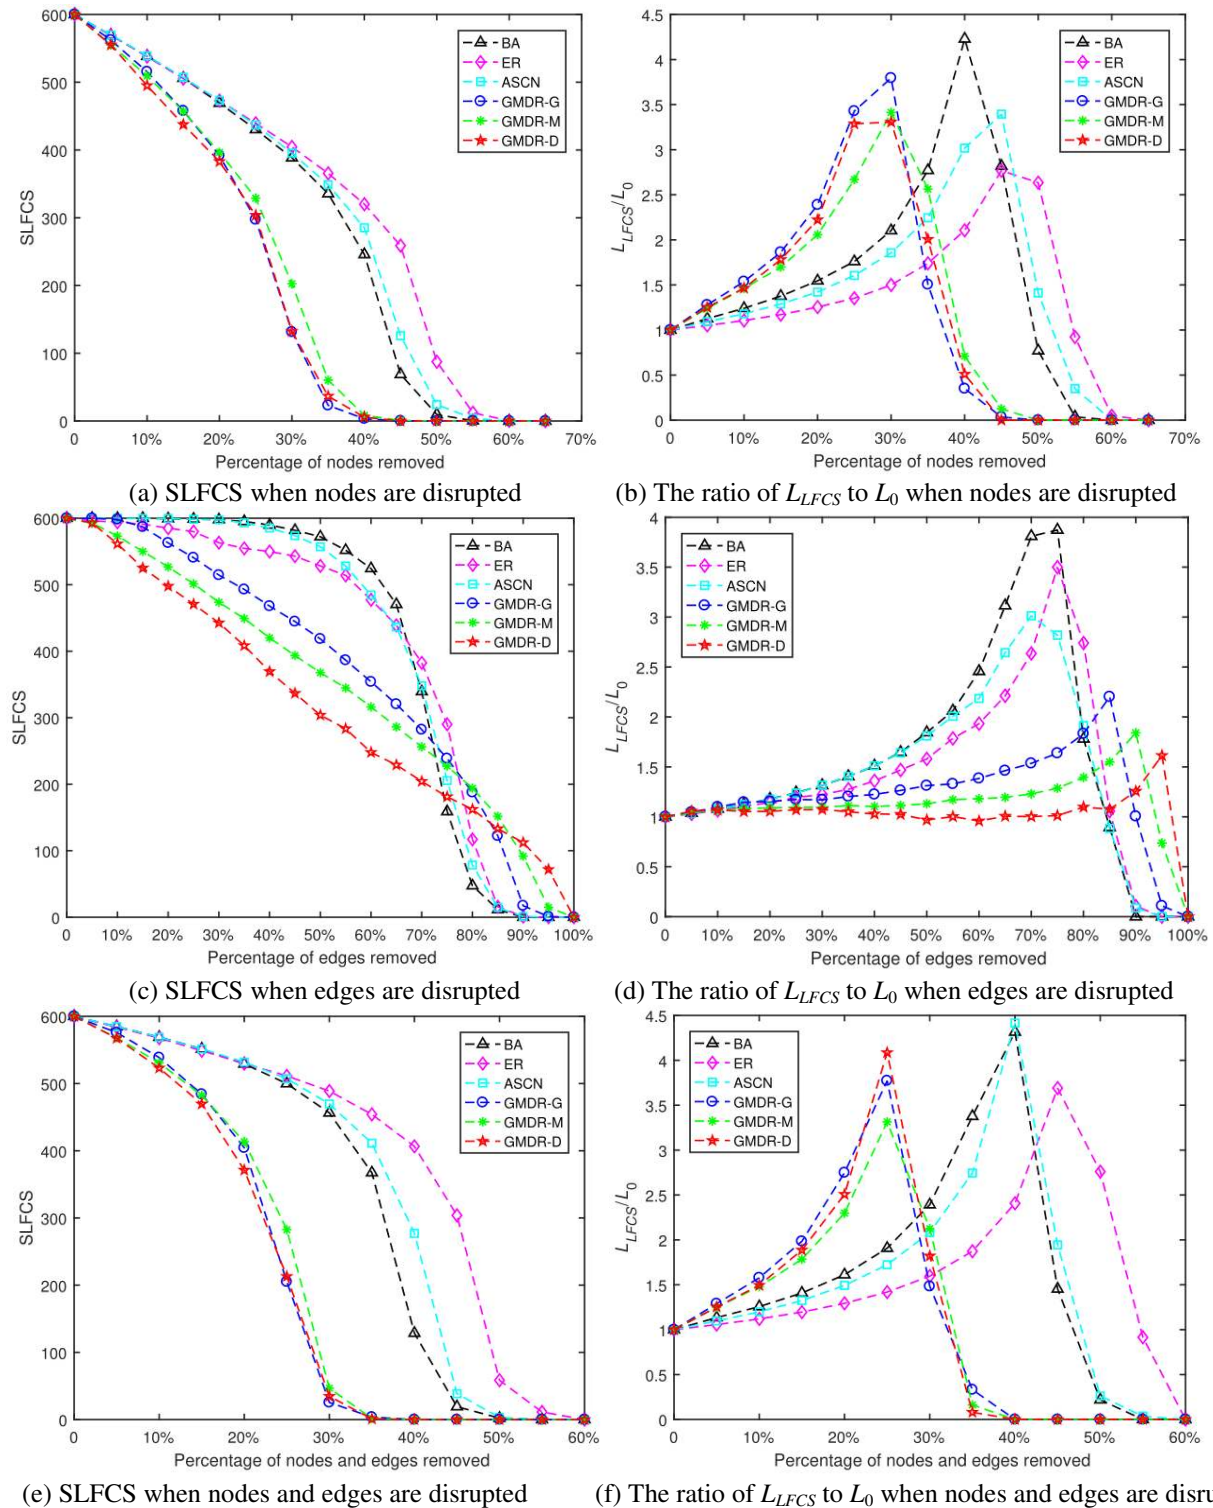 600
500
400
300
200
100
0
SLFCS
BA
ER
ASCN
GMDR-G
GMDR-M
GMDR-D
0 10% 20% 30% 40% 50% 60% 70%
Percentage of nodes removed
(a) SLFCS when nodes are disrupted
4.5
4
3.5
3
2.5
2
1.5
1
0.5
0
L_LFCS/L_0
BA
ER
ASCN
GMDR-G
GMDR-M
GMDR-D
0 10% 20% 30% 40% 50% 60% 70%
Percentage of nodes removed
(b) The ratio of L_LFCS to L_0 when nodes are disrupted
600
500
400
300
200
100
0
SLFCS
BA
ER
ASCN
GMDR-G
GMDR-M
GMDR-D
0 10% 20% 30% 40% 50% 60% 70% 80% 90% 100%
Percentage of edges removed
(c) SLFCS when edges are disrupted
4
3.5
3
2.5
2
1.5
1
0.5
0
L_LFCS/L_0
BA
ER
ASCN
GMDR-G
GMDR-M
GMDR-D
0 10% 20% 30% 40% 50% 60% 70% 80% 90% 100%
Percentage of edges removed
(d) The ratio of L_LFCS to L_0 when edges are disrupted
600
500
400
300
200
100
0
SLFCS
BA
ER
ASCN
GMDR-G
GMDR-M
GMDR-D
0 10% 20% 30% 40% 50% 60%
Percentage of nodes and edges removed
(e) SLFCS when nodes and edges are disrupted
4.5
4
3.5
3
2.5
2
1.5
1
0.5
0
L_LFCS/L_0
BA
ER
ASCN
GMDR-G
GMDR-M
GMDR-D
0 10% 20% 30% 40% 50% 60%
Percentage of nodes and edges removed
(f) The ratio of L_LFCS to L_0 when nodes and edges are disru